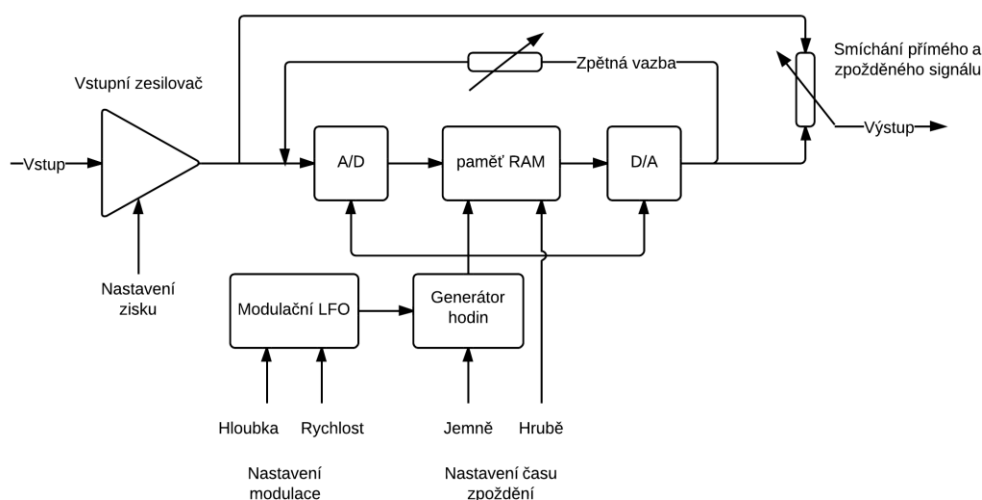 Smíchání přímého a
zpožděného signálu
Zpětná vazba
Vstupní zesilovač
Výstup
Vstup
A/D
paměť RAM
D/A
Nastavení
zisku
Modulační LFO
Generátor
hodin
Hloubka
Rychlost
Jemně
Hrubě
Nastavení
modulace
Nastavení času
zpoždění